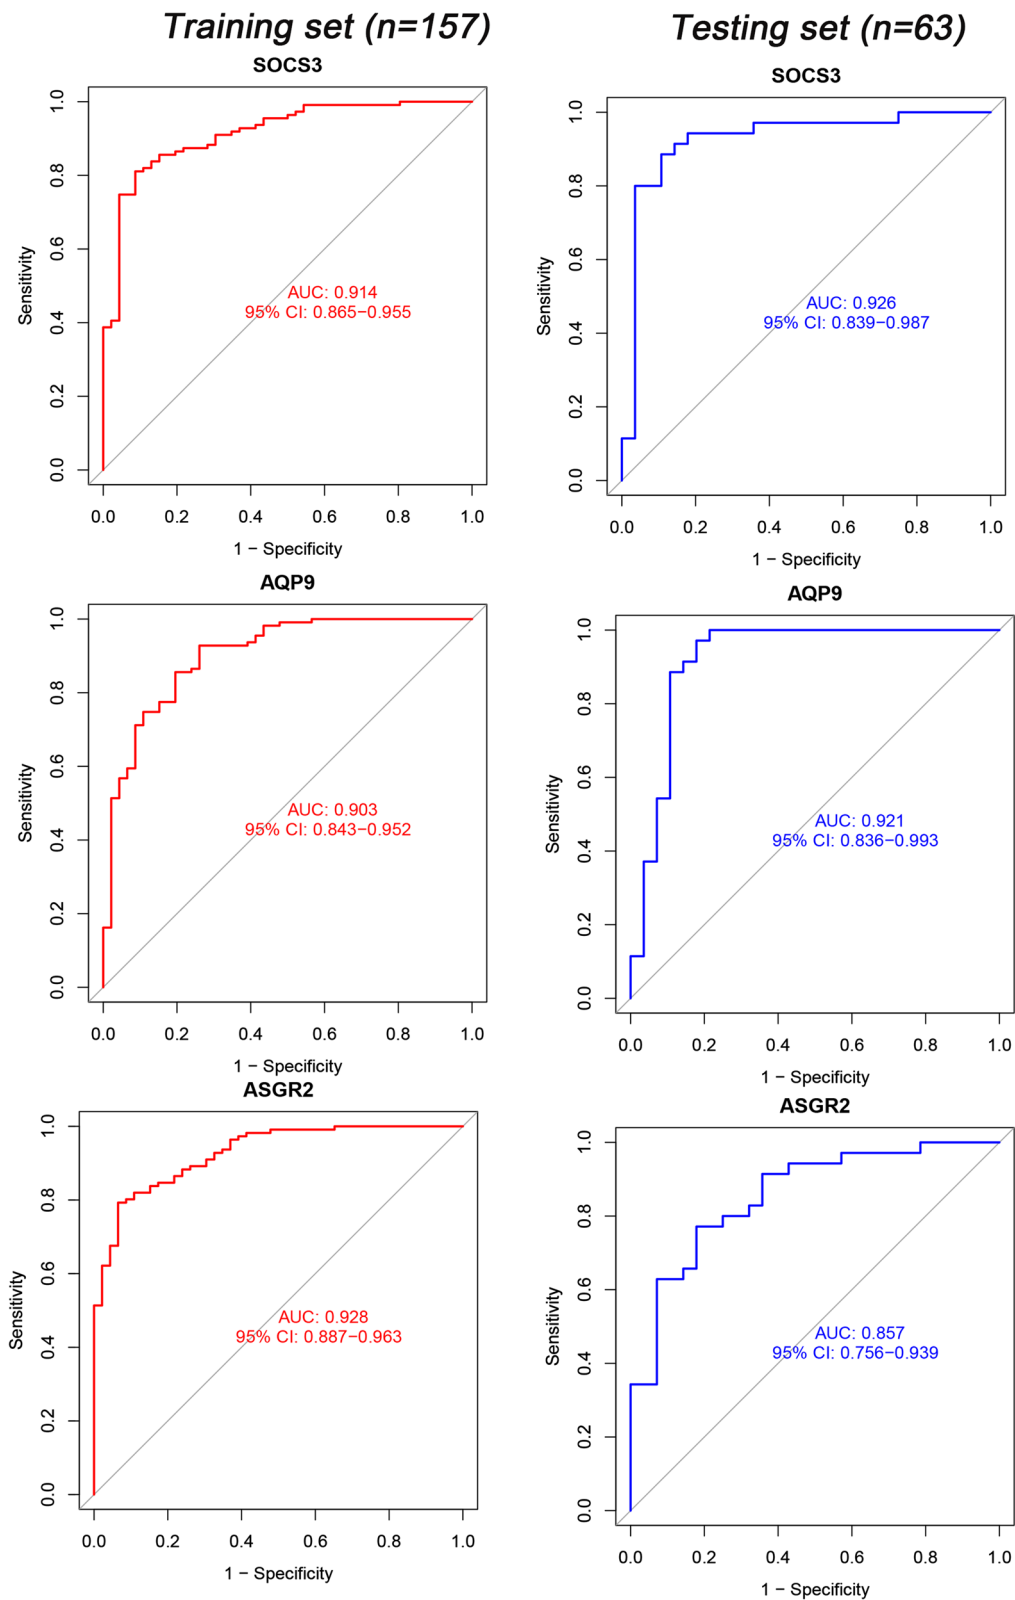 Training set (n=157)
Testing set (n=63)
SOCS3
1.0
0.8
0.6
0.4
0.2
0.0
Sensitivity
AUC: 0.914
95% CI: 0.865−0.955
0.0 0.2 0.4 0.6 0.8 1.0
1 − Specificity
SOCS3
1.0
0.8
0.6
0.4
0.2
0.0
Sensitivity
AUC: 0.926
95% CI: 0.839−0.987
0.0 0.2 0.4 0.6 0.8 1.0
1 − Specificity
AQP9
1.0
0.8
0.6
0.4
0.2
0.0
Sensitivity
AUC: 0.903
95% CI: 0.843−0.952
0.0 0.2 0.4 0.6 0.8 1.0
1 − Specificity
AQP9
1.0
0.8
0.6
0.4
0.2
0.0
Sensitivity
AUC: 0.921
95% CI: 0.836−0.993
0.0 0.2 0.4 0.6 0.8 1.0
1 − Specificity
ASGR2
1.0
0.8
0.6
0.4
0.2
0.0
Sensitivity
AUC: 0.928
95% CI: 0.887−0.963
0.0 0.2 0.4 0.6 0.8 1.0
1 − Specificity
ASGR2
1.0
0.8
0.6
0.4
0.2
0.0
Sensitivity
AUC: 0.857
95% CI: 0.756−0.939
0.0 0.2 0.4 0.6 0.8 1.0
1 − Specificity